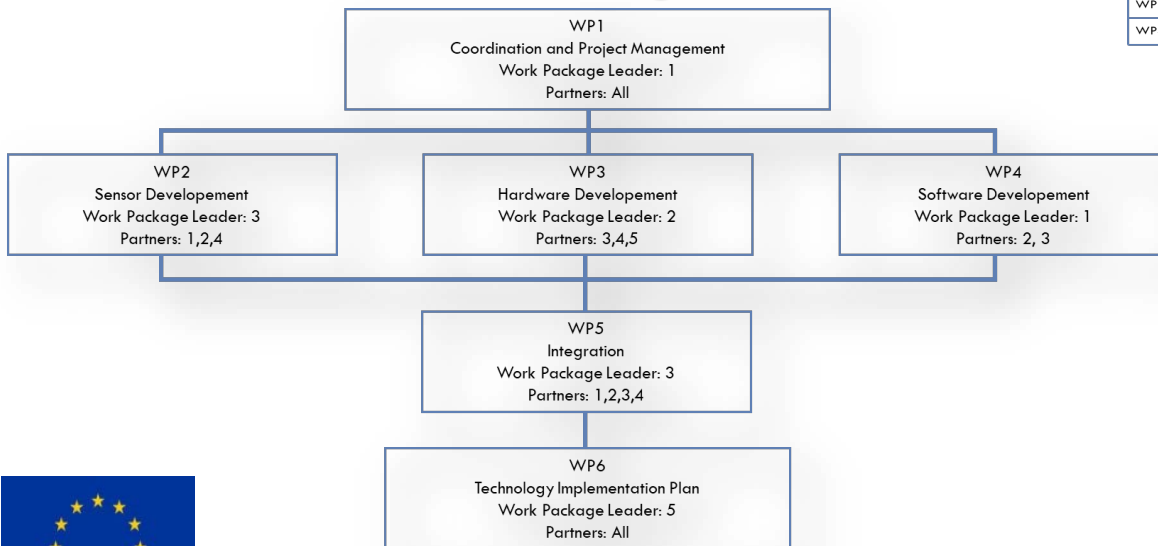 WP1
Coordination and Project Management
Work Package Leader: 1
Partners: All
WP
WP
WP2
Sensor Developement
Work Package Leader: 3
Partners: 1,2,4
WP3
Hardware Developement
Work Package Leader: 2
Partners: 3,4,5
WP4
Software Developement
Work Package Leader: 1
Partners: 2, 3
WP5
Integration
Work Package Leader: 3
Partners: 1,2,3,4
WP6
Technology Implementation Plan
Work Package Leader: 5
Partners: All